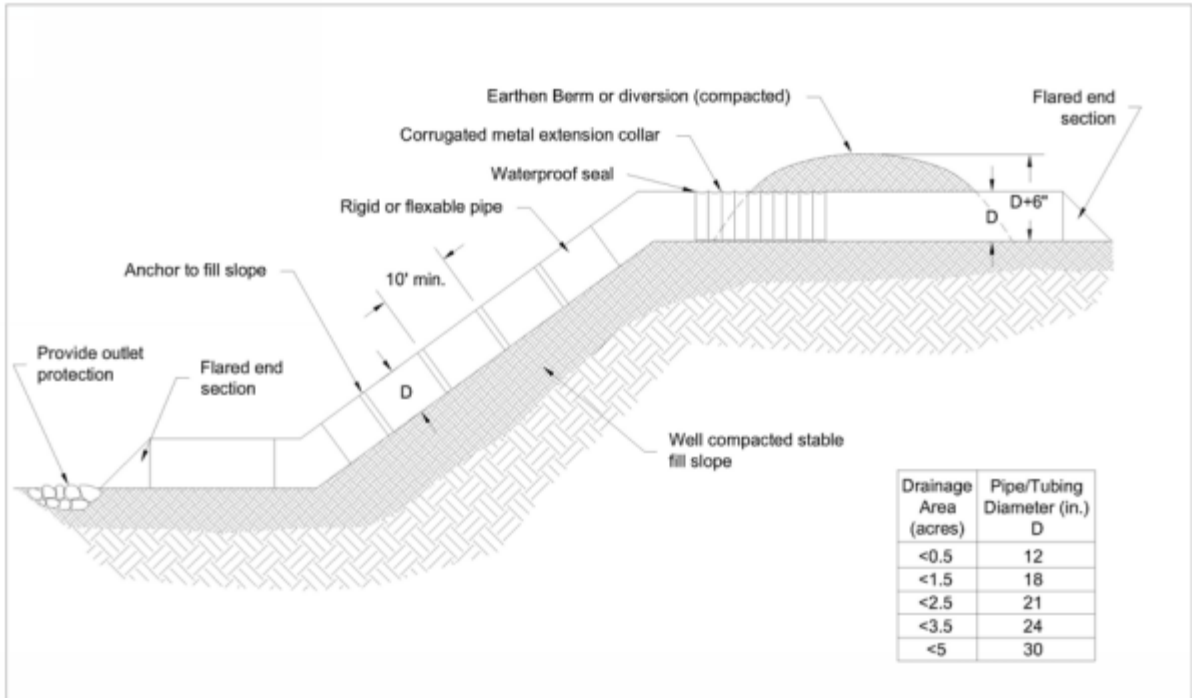 Earthen Berm or diversion (compacted)
Flared end
section
Corrugated metal extension collar
Waterproof seal
D+6"
D
Rigid or flexable pipe
Anchor to fill slope
10' min.
Provide outlet
protection
Flared end
section
D
Well compacted stable
fill slope
Drainage Pipe/Tubing
Area Diameter (in.)
(acres) D
<0.5 12
<1.5 18
<2.5 21
<3.5 24
<5 30